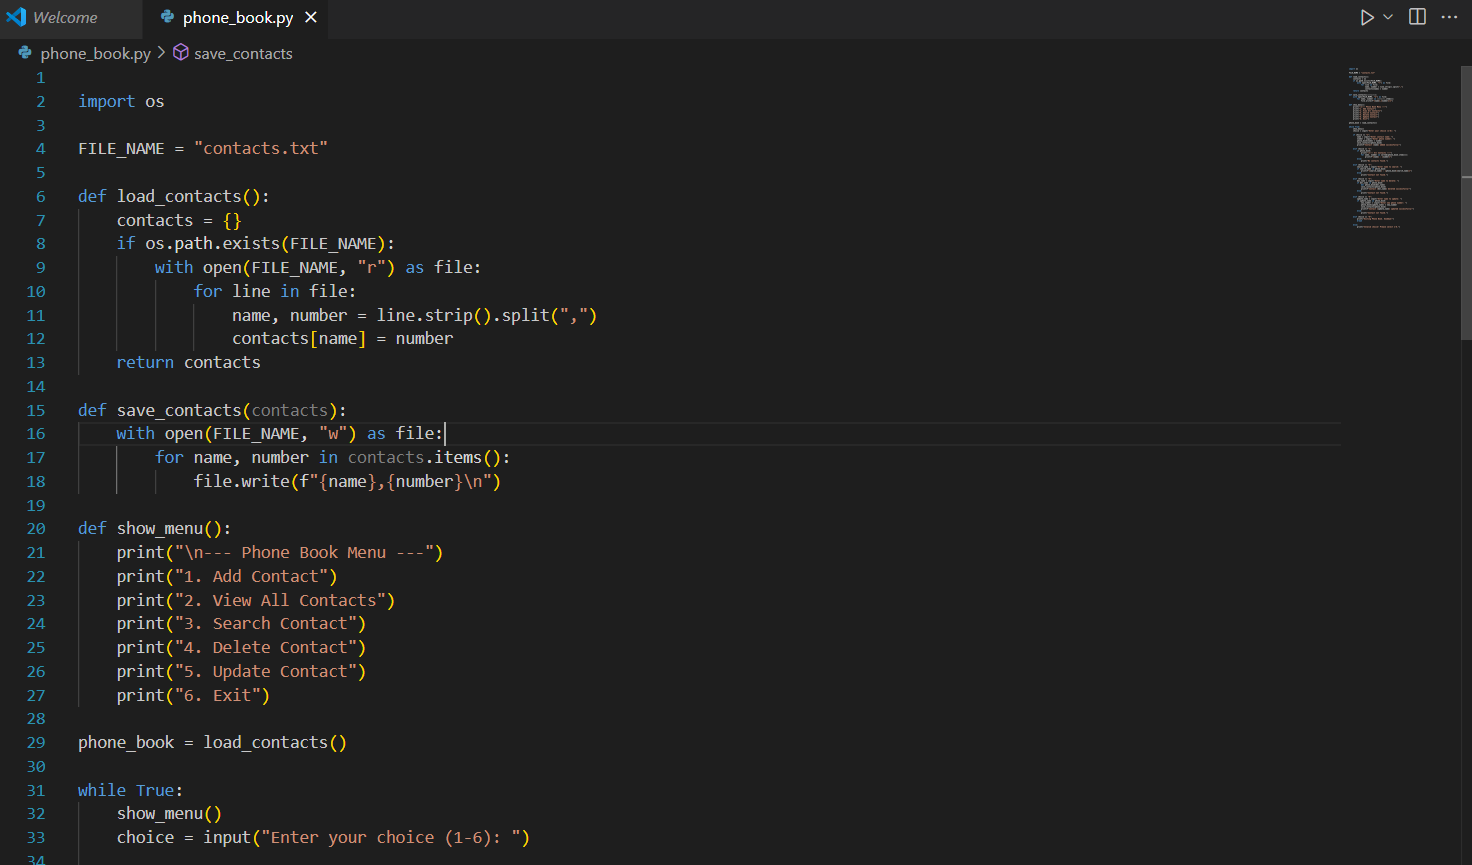 Welcome
phone_book.py
phone_book.py > save_contacts
1
2 import os
3
4 FILE_NAME = "contacts.txt"
5
6 def load_contacts():
7     contacts = {}
8     if os.path.exists(FILE_NAME):
9         with open(FILE_NAME, "r") as file:
10             for line in file:
11                 name, number = line.strip().split(",")
12                 contacts[name] = number
13     return contacts
14
15 def save_contacts(contacts):
16     with open(FILE_NAME, "w") as file:
17         for name, number in contacts.items():
18             file.write(f"{name},{number}\n")
19
20 def show_menu():
21     print("\n--- Phone Book Menu ---")
22     print("1. Add Contact")
23     print("2. View All Contacts")
24     print("3. Search Contact")
25     print("4. Delete Contact")
26     print("5. Update Contact")
27     print("6. Exit")
28
29 phone_book = load_contacts()
30
31 while True:
32     show_menu()
33     choice = input("Enter your choice (1-6): ")
34